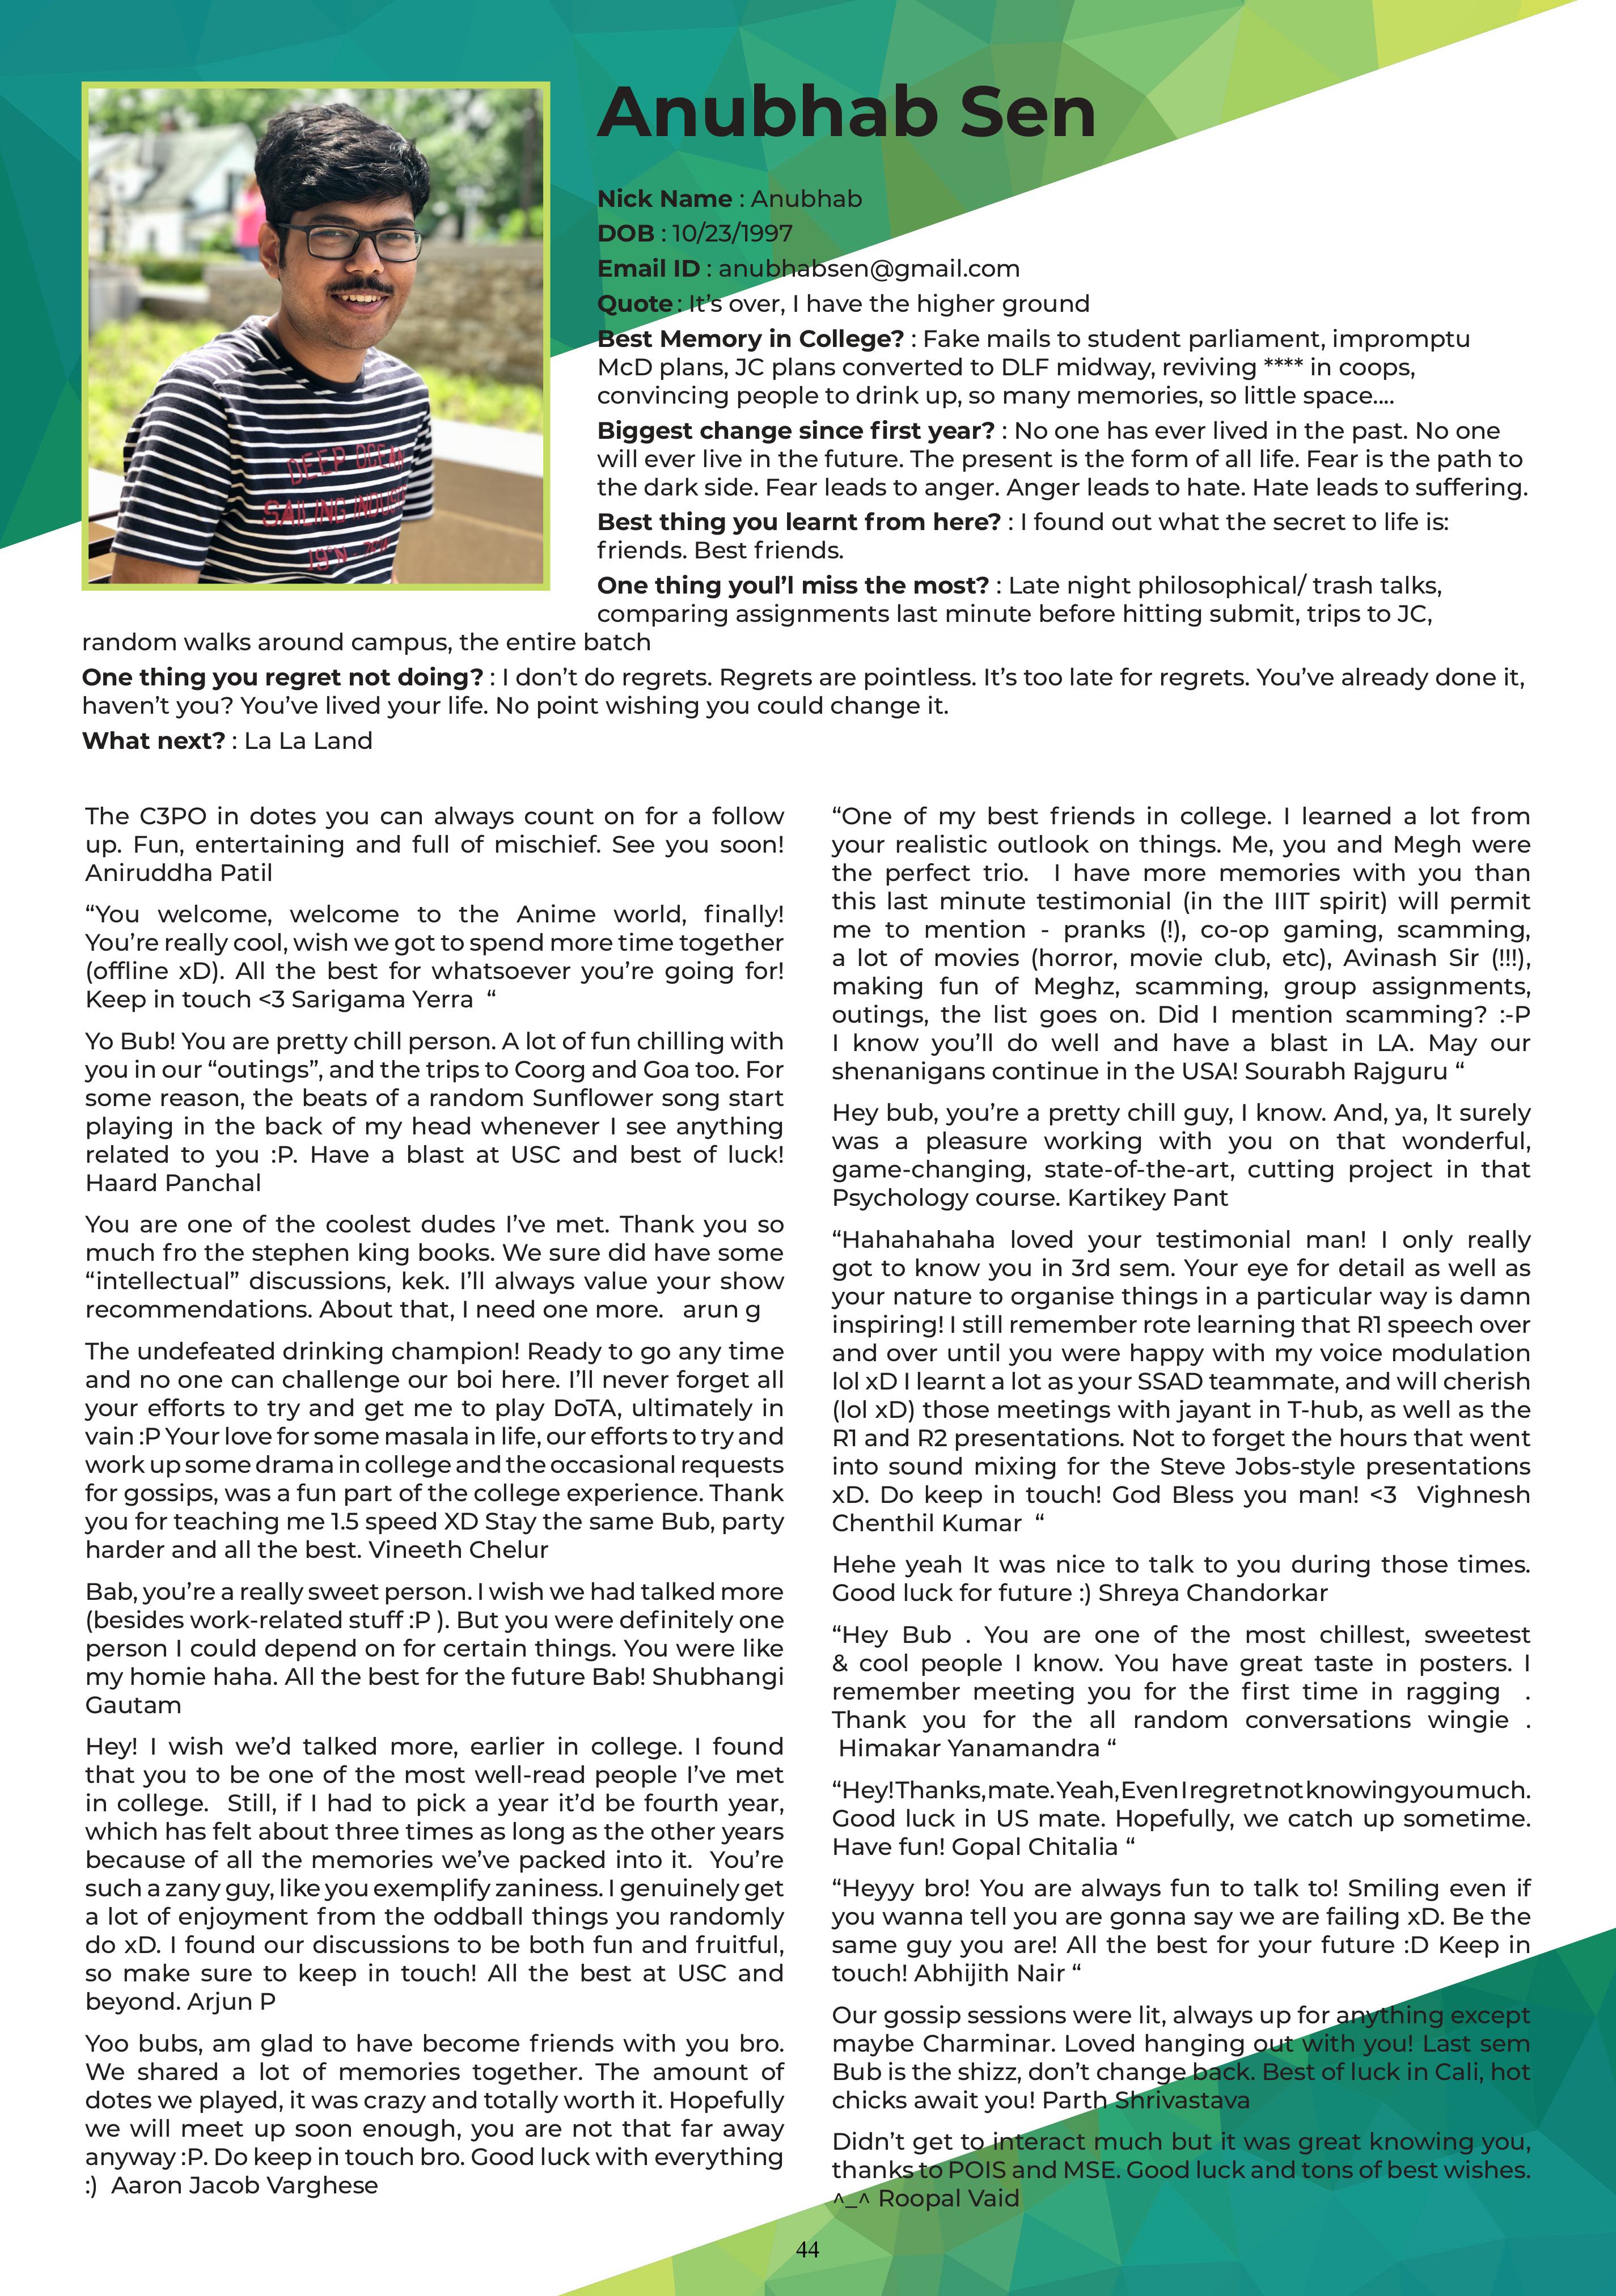 Anubhab Sen
DEEP OCEAN
SAILING INDUSTR
19°N
Nick Name : Anubhab
DOB : 10/23/1997
Email ID : anubhabsen@gmail.com
Quote : It’s over, I have the higher ground
Best Memory in College? : Fake mails to student parliament, impromptu
McD plans, JC plans converted to DLF midway, reviving **** in coops,
convincing people to drink up, so many memories, so little space....
Biggest change since first year? : No one has ever lived in the past. No one
will ever live in the future. The present is the form of all life. Fear is the path to
the dark side. Fear leads to anger. Anger leads to hate. Hate leads to suffering.
Best thing you learnt from here? : I found out what the secret to life is:
friends. Best friends.
One thing youl’l miss the most? : Late night philosophical/ trash talks,
comparing assignments last minute before hitting submit, trips to JC,
random walks around campus, the entire batch
One thing you regret not doing? : I don’t do regrets. Regrets are pointless. It’s too late for regrets. You’ve already done it,
haven’t you? You’ve lived your life. No point wishing you could change it.
What next? : La La Land
The C3PO in dotes you can always count on for a follow
up. Fun, entertaining and full of mischief. See you soon!
Aniruddha Patil
“You welcome, welcome to the Anime world, finally!
You’re really cool, wish we got to spend more time together
(offline xD). All the best for whatsoever you’re going for!
Keep in touch <3 Sarigama Yerra “
Yo Bub! You are pretty chill person. A lot of fun chilling with
you in our “outings”, and the trips to Coorg and Goa too. For
some reason, the beats of a random Sunflower song start
playing in the back of my head whenever I see anything
related to you :P. Have a blast at USC and best of luck!
Haard Panchal
You are one of the coolest dudes I’ve met. Thank you so
much fro the stephen king books. We sure did have some
“intellectual” discussions, kek. I’ll always value your show
recommendations. About that, I need one more. arun g
The undefeated drinking champion! Ready to go any time
and no one can challenge our boi here. I’ll never forget all
your efforts to try and get me to play DoTA, ultimately in
vain :P Your love for some masala in life, our efforts to try and
work up some drama in college and the occasional requests
for gossips, was a fun part of the college experience. Thank
you for teaching me 1.5 speed XD Stay the same Bub, party
harder and all the best. Vineeth Chelur
Bab, you’re a really sweet person. I wish we had talked more
(besides work-related stuff :P ). But you were definitely one
person I could depend on for certain things. You were like
my homie haha. All the best for the future Bab! Shubhangi
Gautam
Hey! I wish we’d talked more, earlier in college. I found
that you to be one of the most well-read people I’ve met
in college. Still, if I had to pick a year it’d be fourth year,
which has felt about three times as long as the other years
because of all the memories we’ve packed into it. You’re
such a zany guy, like you exemplify zaniness. I genuinely get
a lot of enjoyment from the oddball things you randomly
do xD. I found our discussions to be both fun and fruitful,
so make sure to keep in touch! All the best at USC and
beyond. Arjun P
Yoo bubs, am glad to have become friends with you bro.
We shared a lot of memories together. The amount of
dotes we played, it was crazy and totally worth it. Hopefully
we will meet up soon enough, you are not that far away
anyway :P. Do keep in touch bro. Good luck with everything
:) Aaron Jacob Varghese
“One of my best friends in college. I learned a lot from
your realistic outlook on things. Me, you and Megh were
the perfect trio. I have more memories with you than
this last minute testimonial (in the IIIT spirit) will permit
me to mention - pranks (!), co-op gaming, scamming,
a lot of movies (horror, movie club, etc), Avinash Sir (!!!),
making fun of Meghz, scamming, group assignments,
outings, the list goes on. Did I mention scamming? :-P
I know you’ll do well and have a blast in LA. May our
shenanigans continue in the USA! Sourabh Rajguru “
Hey bub, you’re a pretty chill guy, I know. And, ya, It surely
was a pleasure working with you on that wonderful,
game-changing, state-of-the-art, cutting project in that
Psychology course. Kartikey Pant
“Hahahahaha loved your testimonial man! I only really
got to know you in 3rd sem. Your eye for detail as well as
your nature to organise things in a particular way is damn
inspiring! I still remember rote learning that R1 speech over
and over until you were happy with my voice modulation
lol xD I learnt a lot as your SSAD teammate, and will cherish
(lol xD) those meetings with jayant in T-hub, as well as the
R1 and R2 presentations. Not to forget the hours that went
into sound mixing for the Steve Jobs-style presentations
xD. Do keep in touch! God Bless you man! <3 Vighnesh
Chenthil Kumar “
Hehe yeah It was nice to talk to you during those times.
Good luck for future :) Shreya Chandorkar
“Hey Bub . You are one of the most chillest, sweetest
& cool people I know. You have great taste in posters. I
remember meeting you for the first time in ragging .
Thank you for the all random conversations wingie .
Himakar Yanamandra “
“Hey! Thanks, mate. Yeah, Even I regret not knowing you much.
Good luck in US mate. Hopefully, we catch up sometime.
Have fun! Gopal Chitalia “
“Heyyy bro! You are always fun to talk to! Smiling even if
you wanna tell you are gonna say we are failing xD. Be the
same guy you are! All the best for your future :D Keep in
touch! Abhijith Nair “
Our gossip sessions were lit, always up for anything except
maybe Charminar. Loved hanging out with you! Last sem
Bub is the shizz, don’t change back. Best of luck in Cali, hot
chicks await you! Parth Shrivastava
Didn’t get to interact much but it was great knowing you,
thanks to POIS and MSE. Good luck and tons of best wishes.
^_^ Roopal Vaid
44